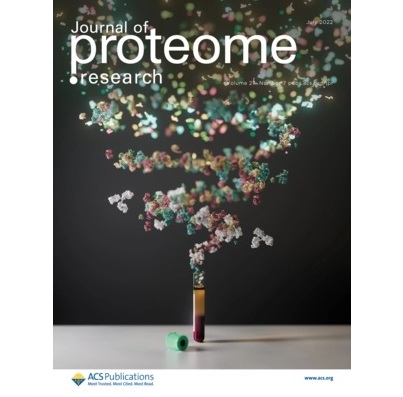 Journal of
proteome
research
July 2022
ACS Publications
Most Trusted. Most Cited. Most Read.
www.acs.org